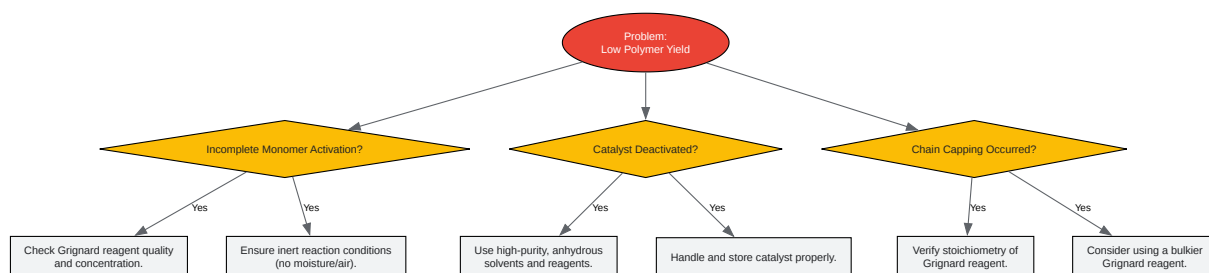 Problem:
Low Polymer Yield
Incomplete Monomer Activation?
Catalyst Deactivated?
Chain Capping Occurred?
Yes
Yes
Yes
Yes
Yes
Yes
Check Grignard reagent quality
and concentration.
Ensure inert reaction conditions
(no moisture/air).
Use high-purity, anhydrous
solvents and reagents.
Handle and store catalyst properly.
Verify stoichiometry of
Grignard reagent.
Consider using a bulkier
Grignard reagent.